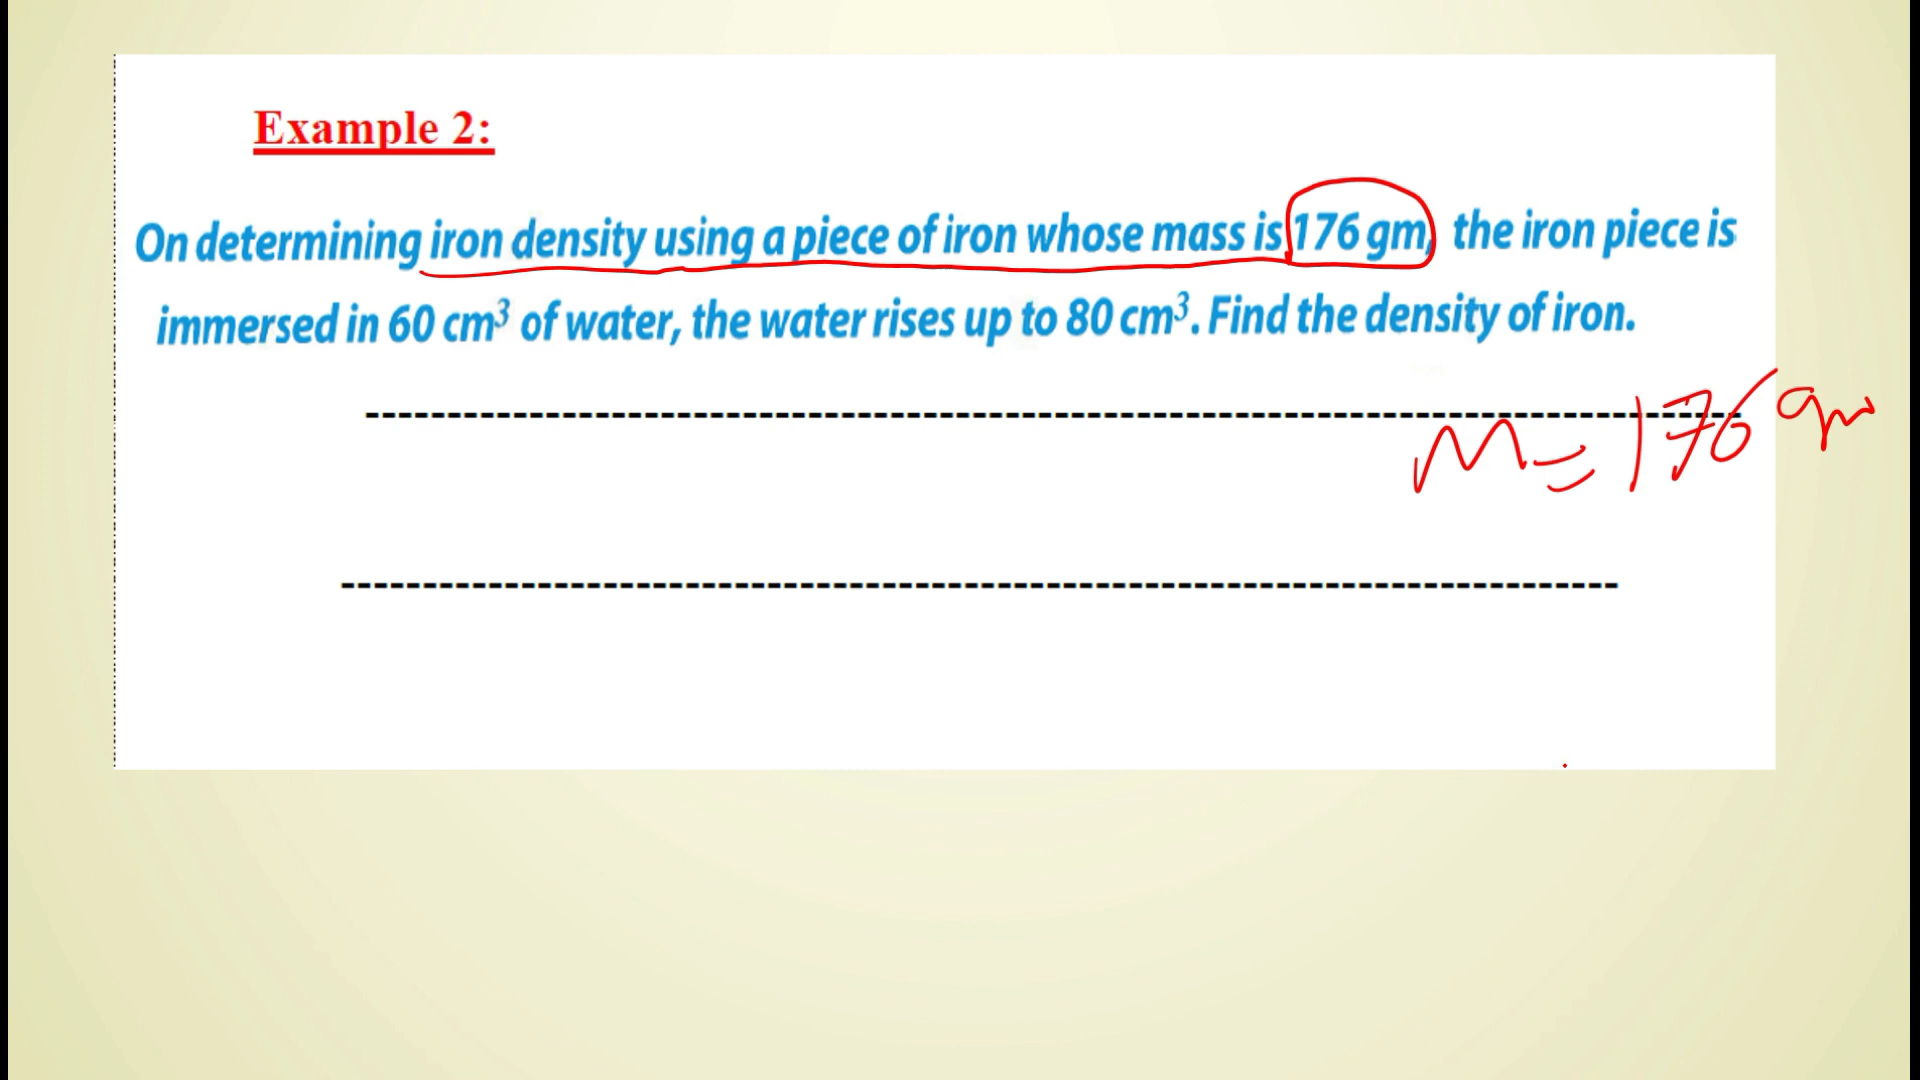 Example 2:
On determining iron density using a piece of iron whose mass is 176 gm, the iron piece is
immersed in 60 cm³ of water, the water rises up to 80 cm³. Find the density of iron.
M = 176 gm